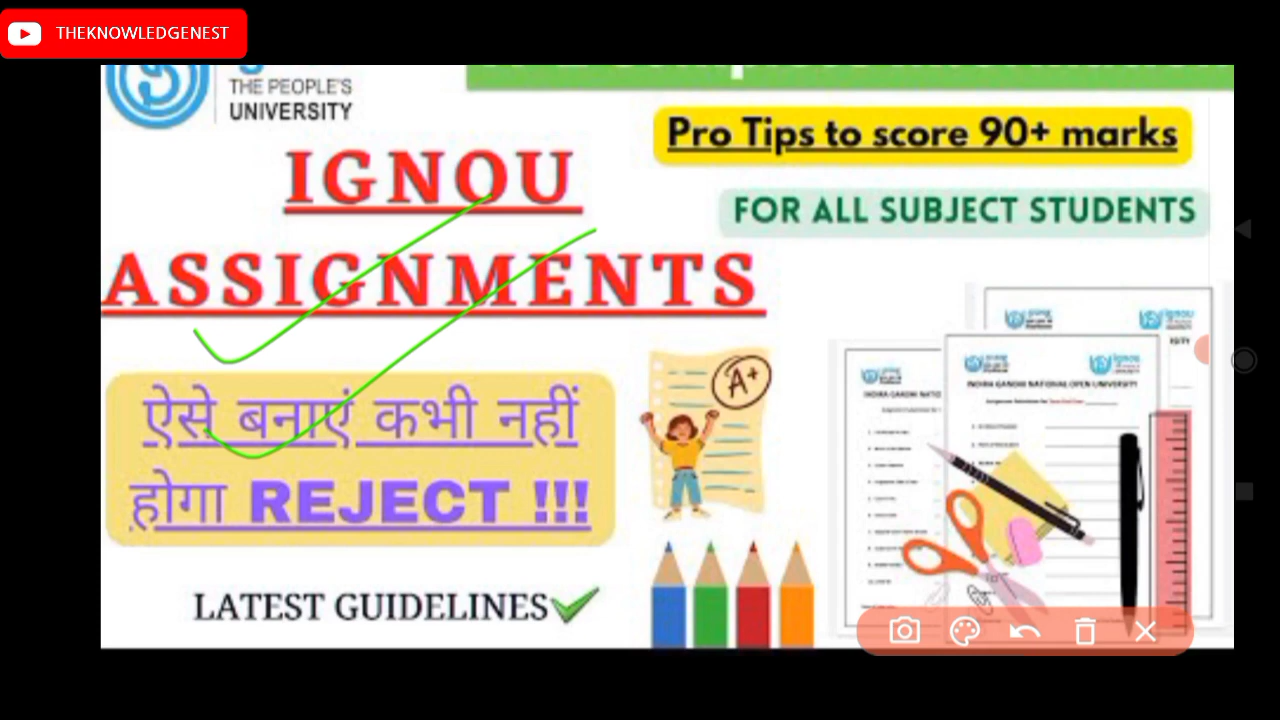 THEKNOWLEDGENEST
THE PEOPLE'S
UNIVERSITY
Pro Tips to score 90+ marks
IGNOU
FOR ALL SUBJECT STUDENTS
ASSIGNMENTS
ऐसे बनाएं कभी नहीं
होगा REJECT !!!
A+
INDIRA GANDHI NATIONAL OPEN UNIVERSITY
LATEST GUIDELINES